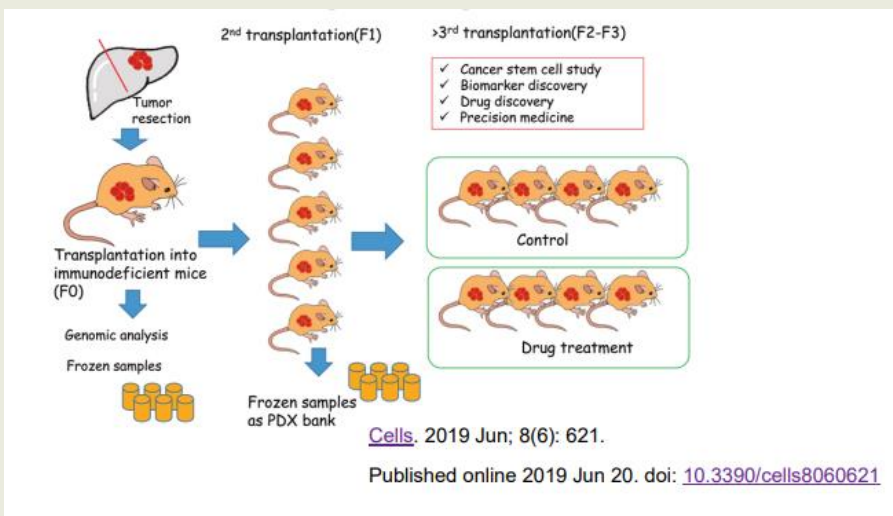 2nd transplantation(F1)
>3rd transplantation(F2-F3)
✓ Cancer stem cell study
✓ Biomarker discovery
✓ Drug discovery
✓ Precision medicine
Tumor
resection
Transplantation into
immunodeficient mice
(F0)
Genomic analysis
Frozen samples
Frozen samples
as PDX bank
Control
Drug treatment
Cells. 2019 Jun; 8(6): 621.
Published online 2019 Jun 20. doi: 10.3390/cells8060621